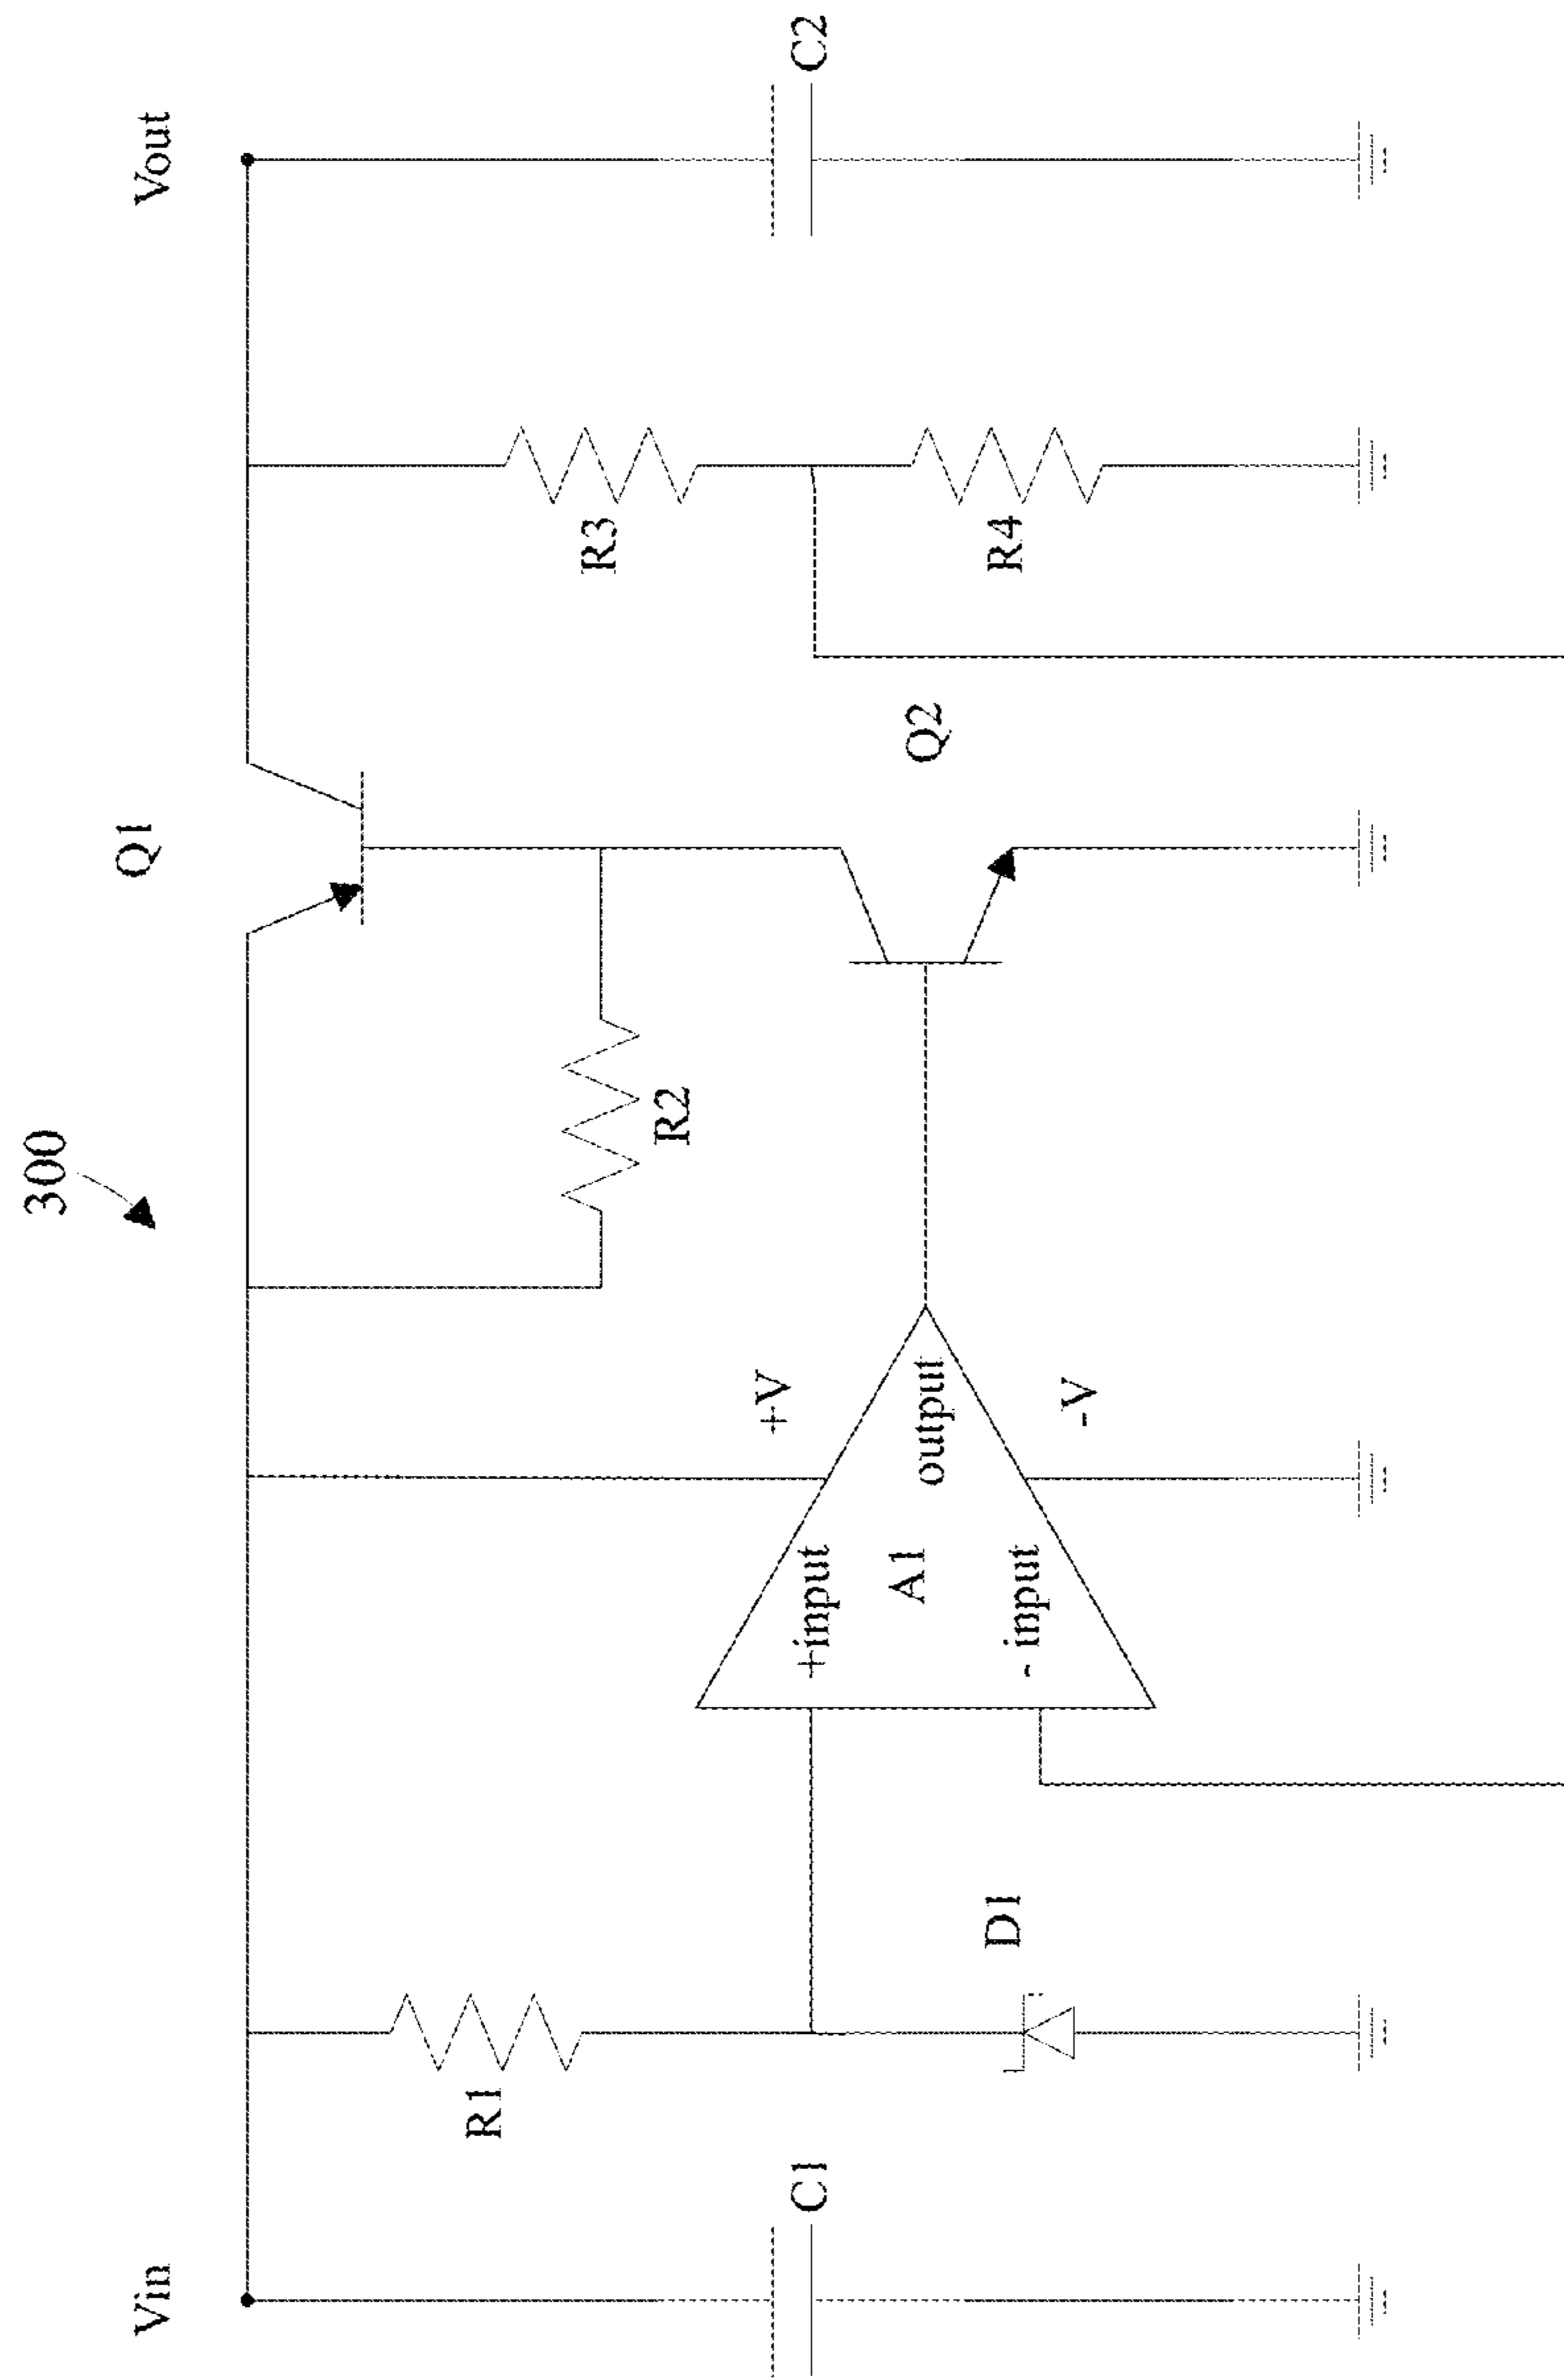 300
Vin
Q1
Vout
R1
R2
R3
C1
+V
C2
+input
A1
output
Q2
D1
- input
-V
R4